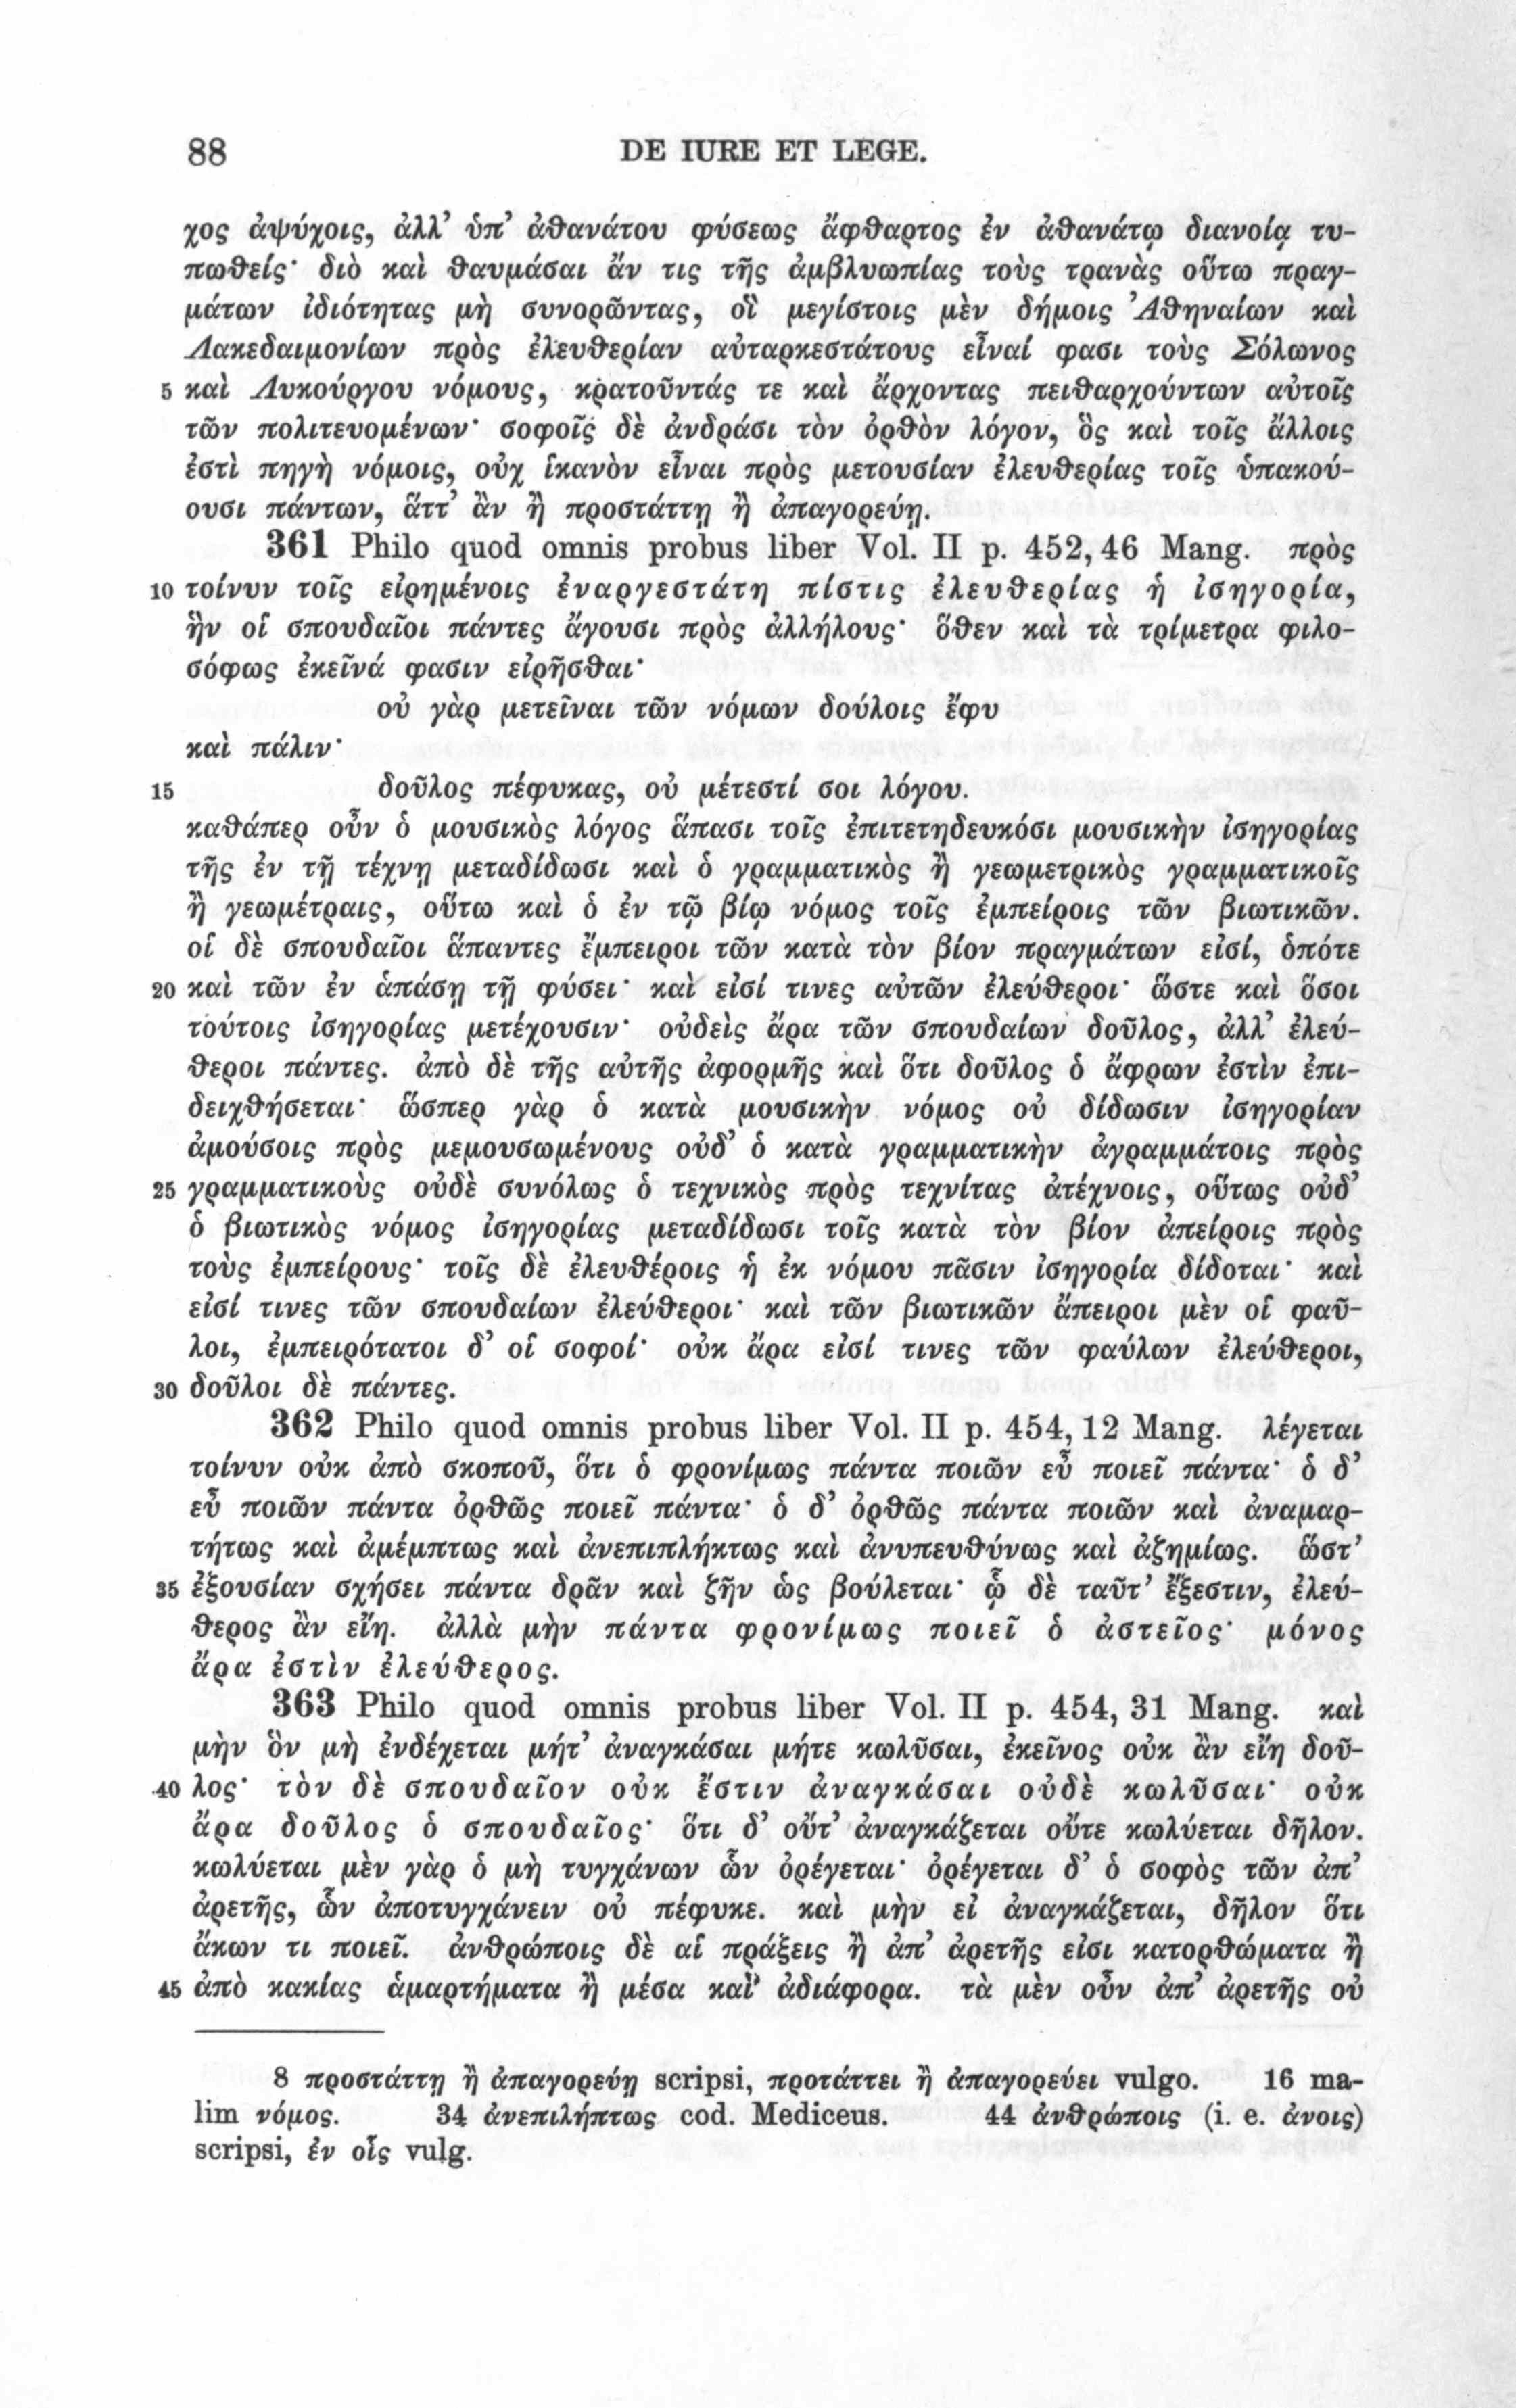 88 DE IURE ET LEGE.
χος ἀψύχοις, ἀλλ’ ὑπ’ ἀθανάτου φύσεως ἄφθαρτος ἐν ἀθανάτῳ διανοίᾳ τυ-
πωθείς· διὸ καὶ θαυμάσαι ἄν τις τῆς ἀμβλυωπίας τοὺς τρανὰς οὕτω πραγ-
μάτων ἰδιότητας μὴ συνορῶντας, οἳ μεγίστοις μὲν δήμοις Ἀθηναίων καὶ
Λακεδαιμονίων πρὸς ἐλευθερίαν αὐταρκεστάτους εἶναί φασι τοὺς Σόλωνος
5 καὶ Λυκούργου νόμους, κρατοῦντάς τε καὶ ἄρχοντας πειθαρχούντων αὐτοῖς
τῶν πολιτευομένων· σοφοῖς δὲ ἀνδράσι τὸν ὀρθὸν λόγον, ὃς καὶ τοῖς ἄλλοις
ἐστὶ πηγὴ νόμοις, οὐχ ἱκανὸν εἶναι πρὸς μετουσίαν ἐλευθερίας τοῖς ὑπακού-
ουσι πάντων, ἅττ’ ἂν ἢ προστάττῃ ἢ ἀπαγορεύῃ.
361 Philo quod omnis probus liber Vol. II p. 452, 46 Mang. πρὸς
10 τοίνυν τοῖς εἰρημένοις ἐναργεστάτη πίστις ἐλευθερίας ἡ ἰσηγορία,
ἣν οἱ σπουδαῖοι πάντες ἄγουσι πρὸς ἀλλήλους· ὅθεν καὶ τὰ τρίμετρα φιλο-
σόφως ἐκεῖνά φασιν εἰρῆσθαι·
οὐ γὰρ μετεῖναι τῶν νόμων δούλοις ἔφυ
καὶ πάλιν·
15 δοῦλος πέφυκας, οὐ μέτεστί σοι λόγου.
καθάπερ οὖν ὁ μουσικὸς λόγος ἅπασι τοῖς ἐπιτετηδευκόσι μουσικὴν ἰσηγορίας
τῆς ἐν τῇ τέχνῃ μεταδίδωσι καὶ ὁ γραμματικὸς ἢ γεωμετρικὸς γραμματικοῖς
ἢ γεωμέτραις, οὕτω καὶ ὁ ἐν τῷ βίῳ νόμος τοῖς ἐμπείροις τῶν βιωτικῶν.
οἱ δὲ σπουδαῖοι ἅπαντες ἔμπειροι τῶν κατὰ τὸν βίον πραγμάτων εἰσί, ὁπότε
20 καὶ τῶν ἐν ἁπάσῃ τῇ φύσει· καὶ εἰσί τινες αὐτῶν ἐλεύθεροι· ὥστε καὶ ὅσοι
τούτοις ἰσηγορίας μετέχουσιν· οὐδεὶς ἄρα τῶν σπουδαίων δοῦλος, ἀλλ’ ἐλεύ-
θεροι πάντες. ἀπὸ δὲ τῆς αὐτῆς ἀφορμῆς καὶ ὅτι δοῦλος ὁ ἄφρων ἐστὶν ἐπι-
δειχθήσεται· ὥσπερ γὰρ ὁ κατὰ μουσικὴν νόμος οὐ δίδωσιν ἰσηγορίαν
ἀμούσοις πρὸς μεμουσωμένους οὐδ’ ὁ κατὰ γραμματικὴν ἀγραμμάτοις πρὸς
25 γραμματικοὺς οὐδὲ συνόλως ὁ τεχνικὸς πρὸς τεχνίτας ἀτέχνοις, οὕτως οὐδ’
ὁ βιωτικὸς νόμος ἰσηγορίας μεταδίδωσι τοῖς κατὰ τὸν βίον ἀπείροις πρὸς
τοὺς ἐμπείρους· τοῖς δὲ ἐλευθέροις ἡ ἐκ νόμου πᾶσιν ἰσηγορία δίδοται· καὶ
εἰσί τινες τῶν σπουδαίων ἐλεύθεροι· καὶ τῶν βιωτικῶν ἄπειροι μὲν οἱ φαῦ-
λοι, ἐμπειρότατοι δ’ οἱ σοφοί· οὐκ ἄρα εἰσί τινες τῶν φαύλων ἐλεύθεροι,
30 δοῦλοι δὲ πάντες.
362 Philo quod omnis probus liber Vol. II p. 454, 12 Mang. λέγεται
τοίνυν οὐκ ἀπὸ σκοποῦ, ὅτι ὁ φρονίμως πάντα ποιῶν εὖ ποιεῖ πάντα· ὁ δ’
εὖ ποιῶν πάντα ὀρθῶς ποιεῖ πάντα· ὁ δ’ ὀρθῶς πάντα ποιῶν καὶ ἀναμαρ-
τήτως καὶ ἀμέμπτως καὶ ἀνεπιπλήκτως καὶ ἀνυπευθύνως καὶ ἀζημίως. ὥστ’
35 ἐξουσίαν σχήσει πάντα δρᾶν καὶ ζῆν ὡς βούλεται· ᾧ δὲ ταῦτ’ ἔξεστιν, ἐλεύ-
θερος ἂν εἴη. ἀλλὰ μὴν πάντα φρονίμως ποιεῖ ὁ ἀστεῖος· μόνος
ἄρα ἐστὶν ἐλεύθερος.
363 Philo quod omnis probus liber Vol. II p. 454, 31 Mang. καὶ
μὴν ὃν μὴ ἐνδέχεται μήτ’ ἀναγκάσαι μήτε κωλῦσαι, ἐκεῖνος οὐκ ἂν εἴη δοῦ-
40 λος· τὸν δὲ σπουδαῖον οὐκ ἔστιν ἀναγκάσαι οὐδὲ κωλῦσαι· οὐκ
ἄρα δοῦλος ὁ σπουδαῖος· ὅτι δ’ οὔτ’ ἀναγκάζεται οὔτε κωλύεται δῆλον.
κωλύεται μὲν γὰρ ὁ μὴ τυγχάνων ὧν ὀρέγεται· ὀρέγεται δ’ ὁ σοφὸς τῶν ἀπ’
ἀρετῆς, ὧν ἀποτυγχάνειν οὐ πέφυκε. καὶ μὴν εἰ ἀναγκάζεται, δῆλον ὅτι
ἄκων τι ποιεῖ. ἀνθρώποις δὲ αἱ πράξεις ἢ ἀπ’ ἀρετῆς εἰσι κατορθώματα ἢ
45 ἀπὸ κακίας ἁμαρτήματα ἢ μέσα καὶ ἀδιάφορα. τὰ μὲν οὖν ἀπ’ ἀρετῆς οὐ
8 προστάττῃ ἢ ἀπαγορεύῃ scripsi, προτάττει ἢ ἀπαγορεύει vulgo. 16 ma-
lim νόμος. 34 ἀνεπιλήπτως cod. Mediceus. 44 ἀνθρώποις (i. e. ἀνοις)
scripsi, ἐν οἷς vulg.